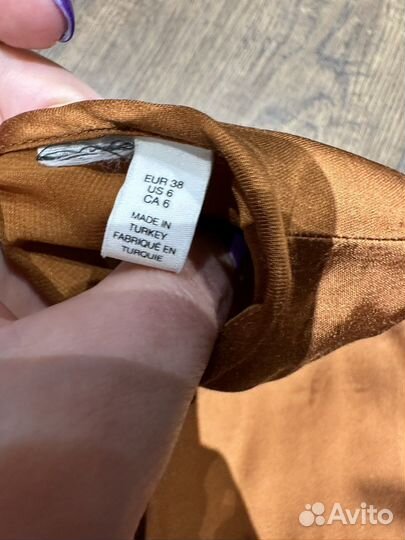 EUR 38
US 6
CA 6
MADE IN
TURKEY
FABRIQUÉ EN
TURQUIE
Avito